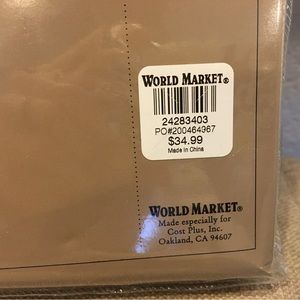 WORLD MARKET®
24283403
PO#200464967
$34.99
Made in China
WORLD MARKET®
Made especially for
Cost Plus, Inc.
Oakland, CA 94607